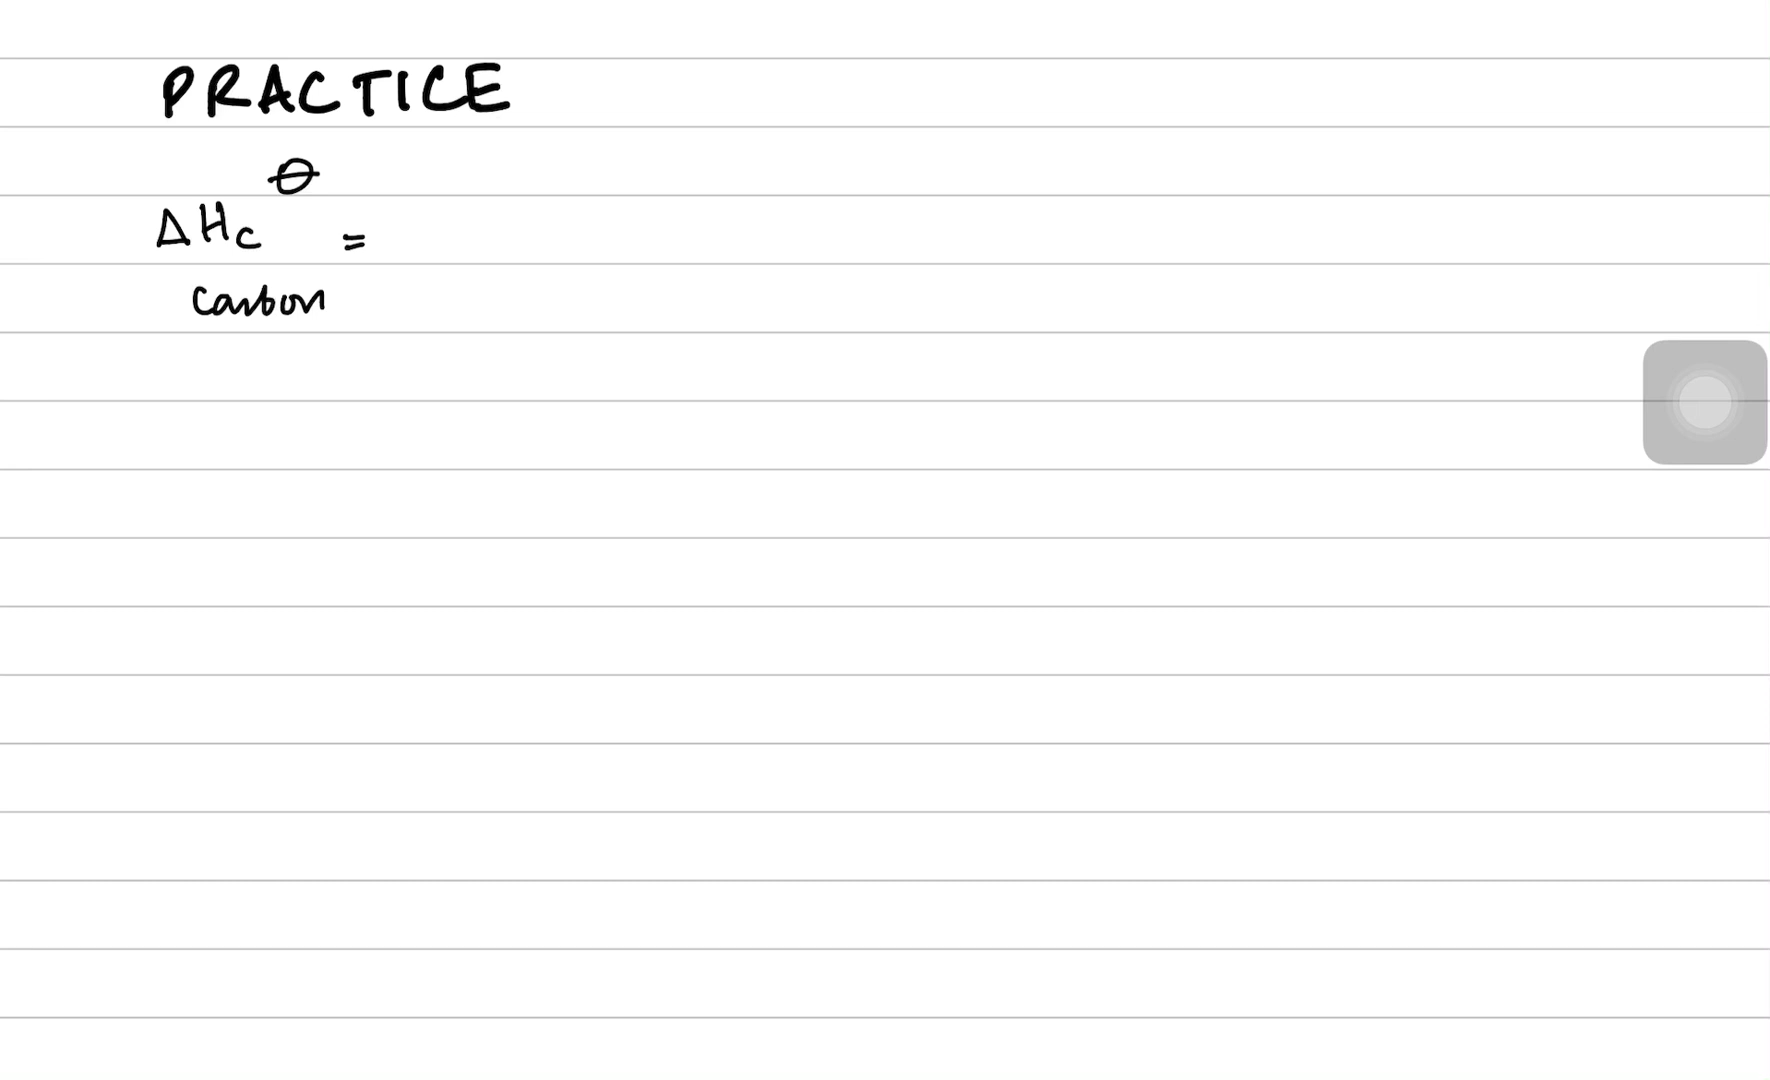 PRACTICE
ΔHc⦵ =
carbon